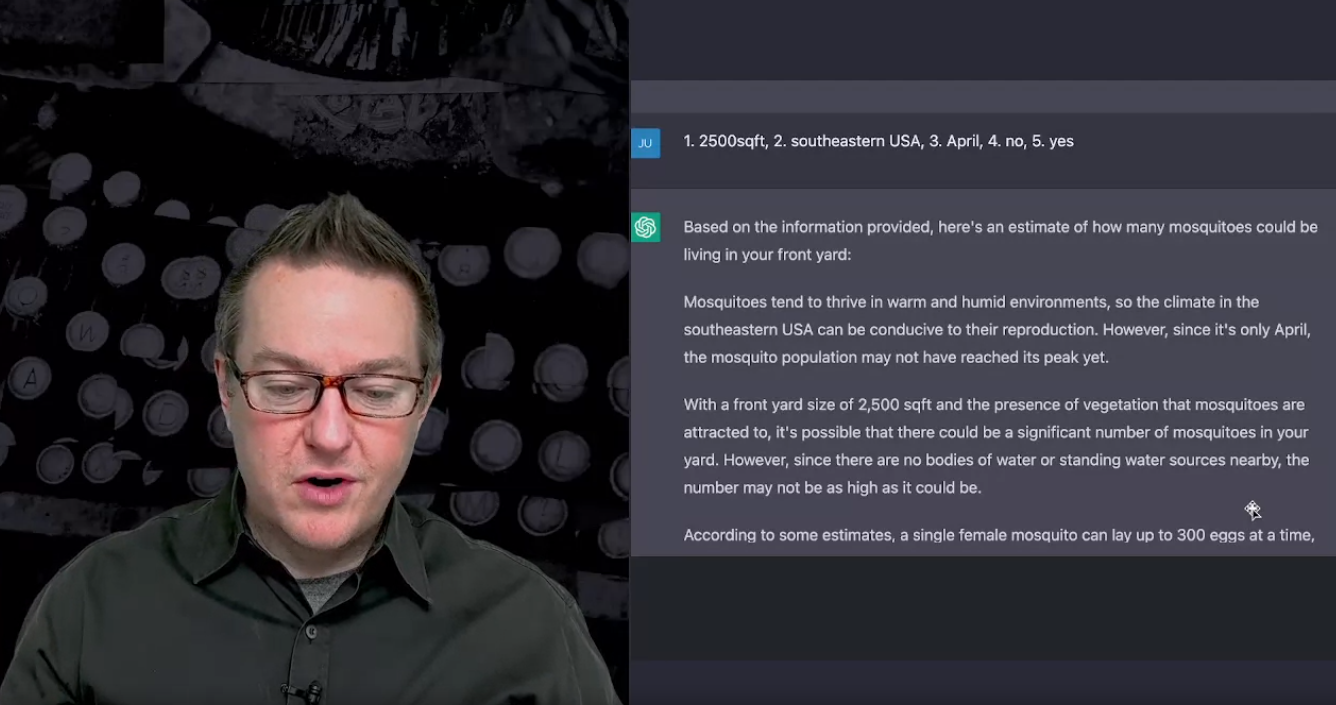 JU
1. 2500sqft, 2. southeastern USA, 3. April, 4. no, 5. yes
Based on the information provided, here's an estimate of how many mosquitoes could be
living in your front yard:
Mosquitoes tend to thrive in warm and humid environments, so the climate in the
southeastern USA can be conducive to their reproduction. However, since it's only April,
the mosquito population may not have reached its peak yet.
With a front yard size of 2,500 sqft and the presence of vegetation that mosquitoes are
attracted to, it's possible that there could be a significant number of mosquitoes in your
yard. However, since there are no bodies of water or standing water sources nearby, the
number may not be as high as it could be.
According to some estimates, a single female mosquito can lay up to 300 eggs at a time,
A
D